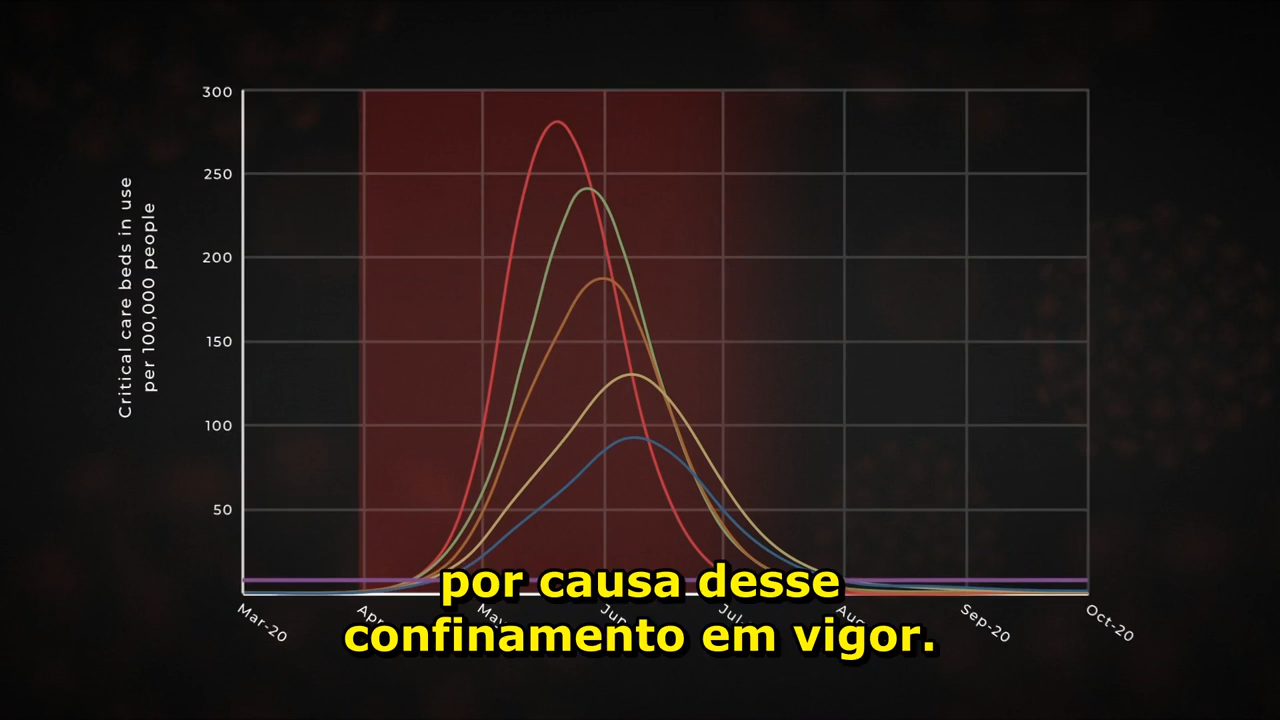 300
250
200
150
100
50
Critical care beds in use
per 100,000 people
Mar-20
Sep-20
Oct-20
por causa desse
confinamento em vigor.